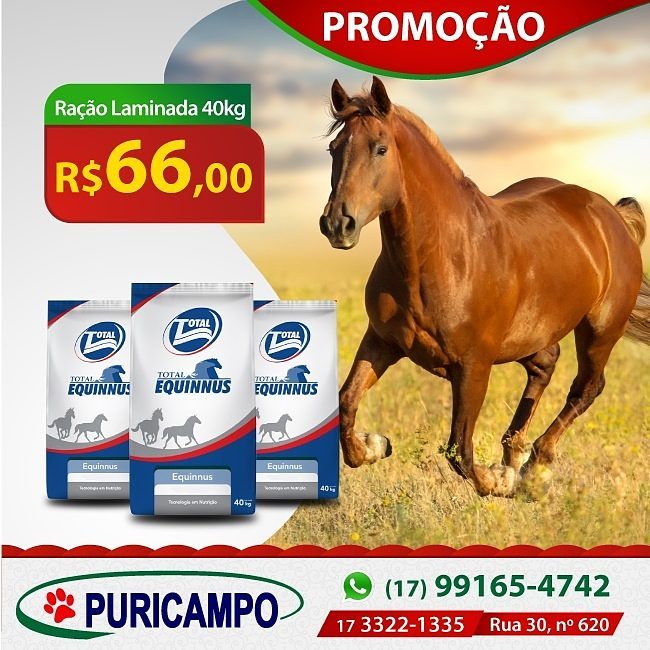 PROMOÇÃO
Ração Laminada 40kg
R$66,00
TOTAL
TOTAL
TOTAL
TOTAL
EQUINNUS
TOTAL
EQUINNUS
TOTAL
EQUINNUS
Equinnus
Tecnologia em Nutrição
Equinnus
Tecnologia em Nutrição
40 kg
Equinnus
Tecnologia em Nutrição
40 kg
PURICAMPO
(17) 99165-4742
17 3322-1335
Rua 30, nº 620